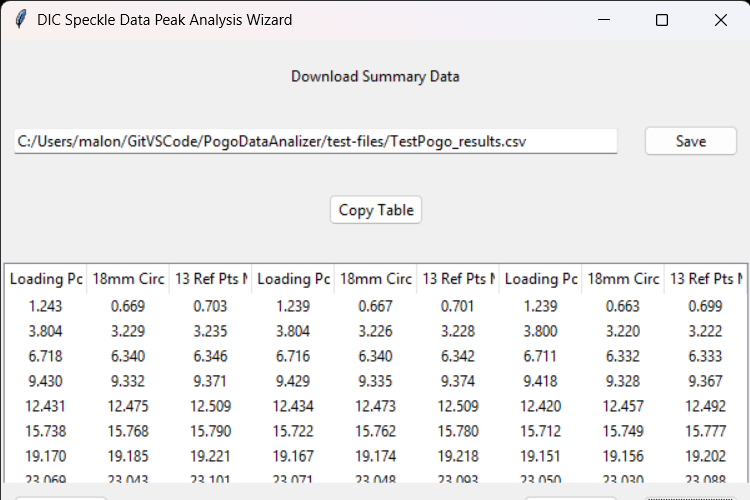 DIC Speckle Data Peak Analysis Wizard
Download Summary Data
C:/Users/malon/GitVSCode/PogoDataAnalizer/test-files/TestPogo_results.csv Save
Copy Table
Loading Pc 18mm Circ 13 Ref Pts M Loading Pc 18mm Circ 13 Ref Pts M Loading Pc 18mm Circ 13 Ref Pts M
1.243 0.669 0.703 1.239 0.667 0.701 1.239 0.663 0.699
3.804 3.229 3.235 3.804 3.226 3.228 3.800 3.220 3.222
6.718 6.340 6.346 6.716 6.340 6.342 6.711 6.332 6.333
9.430 9.332 9.371 9.429 9.335 9.374 9.418 9.328 9.367
12.431 12.475 12.509 12.434 12.473 12.509 12.420 12.457 12.492
15.738 15.768 15.790 15.722 15.762 15.780 15.712 15.749 15.777
19.170 19.185 19.221 19.167 19.174 19.218 19.151 19.156 19.202
23.069 23.043 23.101 23.071 23.048 23.093 23.050 23.030 23.088